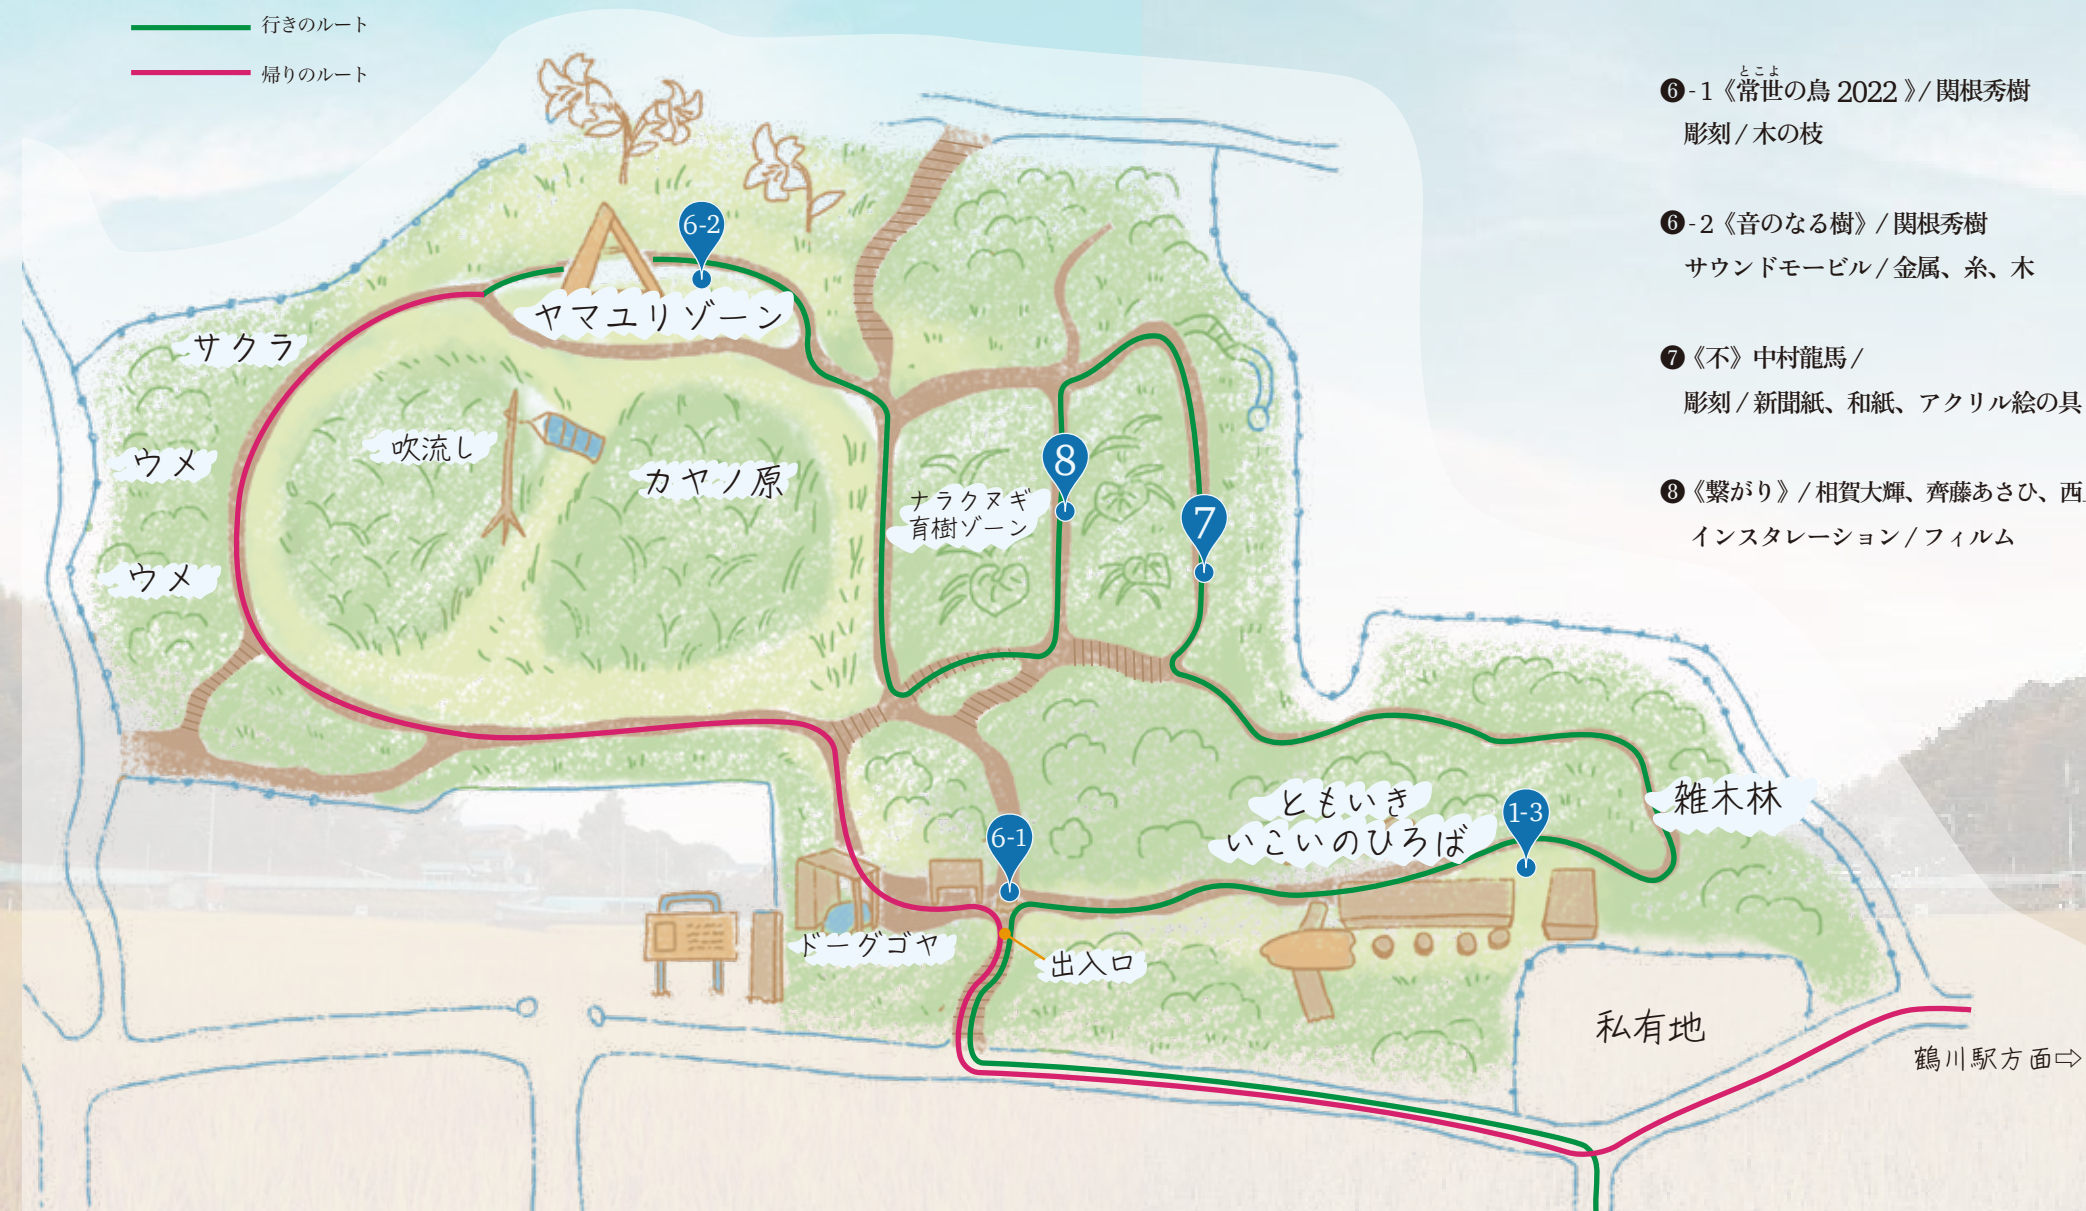 行きのルート
帰りのルート
とこよ
❻-1《常世の鳥 2022 》/ 関根秀樹
彫刻 / 木の枝
❻-2《音のなる樹》/ 関根秀樹
サウンドモービル / 金属、糸、木
❼《不》中村龍馬 /
彫刻 / 新聞紙、和紙、アクリル絵の具
❽《繋がり》/ 相賀大輝、齊藤あさひ、西
インスタレーション / フィルム
6-2
ヤマユリゾーン
サクラ
吹流し
ウメ
カヤノ原
8
ナラクヌギ
育樹ゾーン
7
ウメ
ともいき
いこいのひろば
1-3
雑木林
6-1
ドーグゴヤ
出入口
私有地
鶴川駅方面⇨